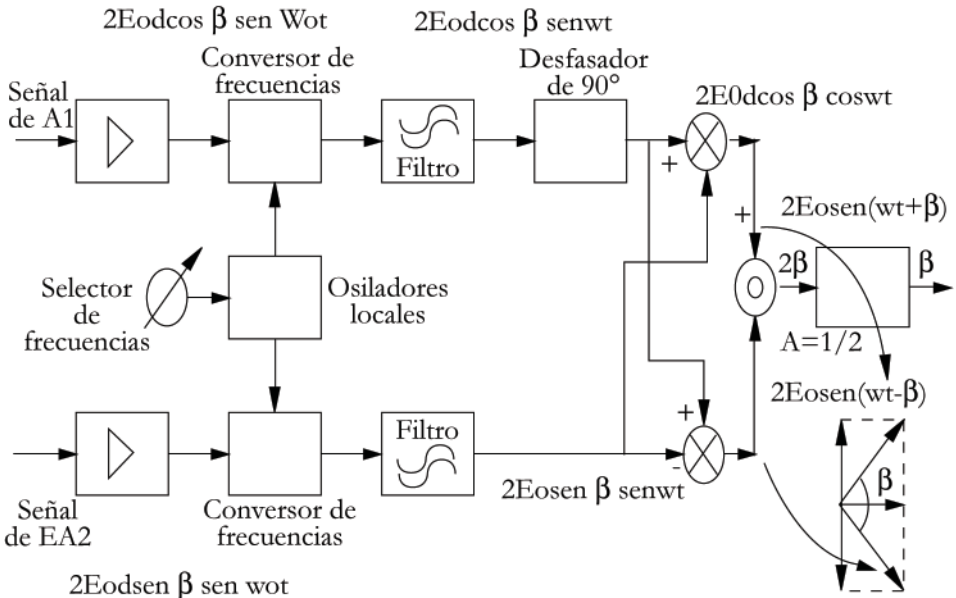 2Eodcos β sen Wot
2Eodcos β senwt
Conversor de
frecuencias
Desfasador
de 90°
Señal
de A1
2E0dcos β coswt
Filtro
+
+
2Eosen(wt+β)
2β
β
Selector
de
frecuencias
Osiladores
locales
A=1/2
2Eosen(wt-β)
+
Filtro
-
β
2Eosen β senwt
Señal
de EA2
Conversor de
frecuencias
2Eodsen β sen wot